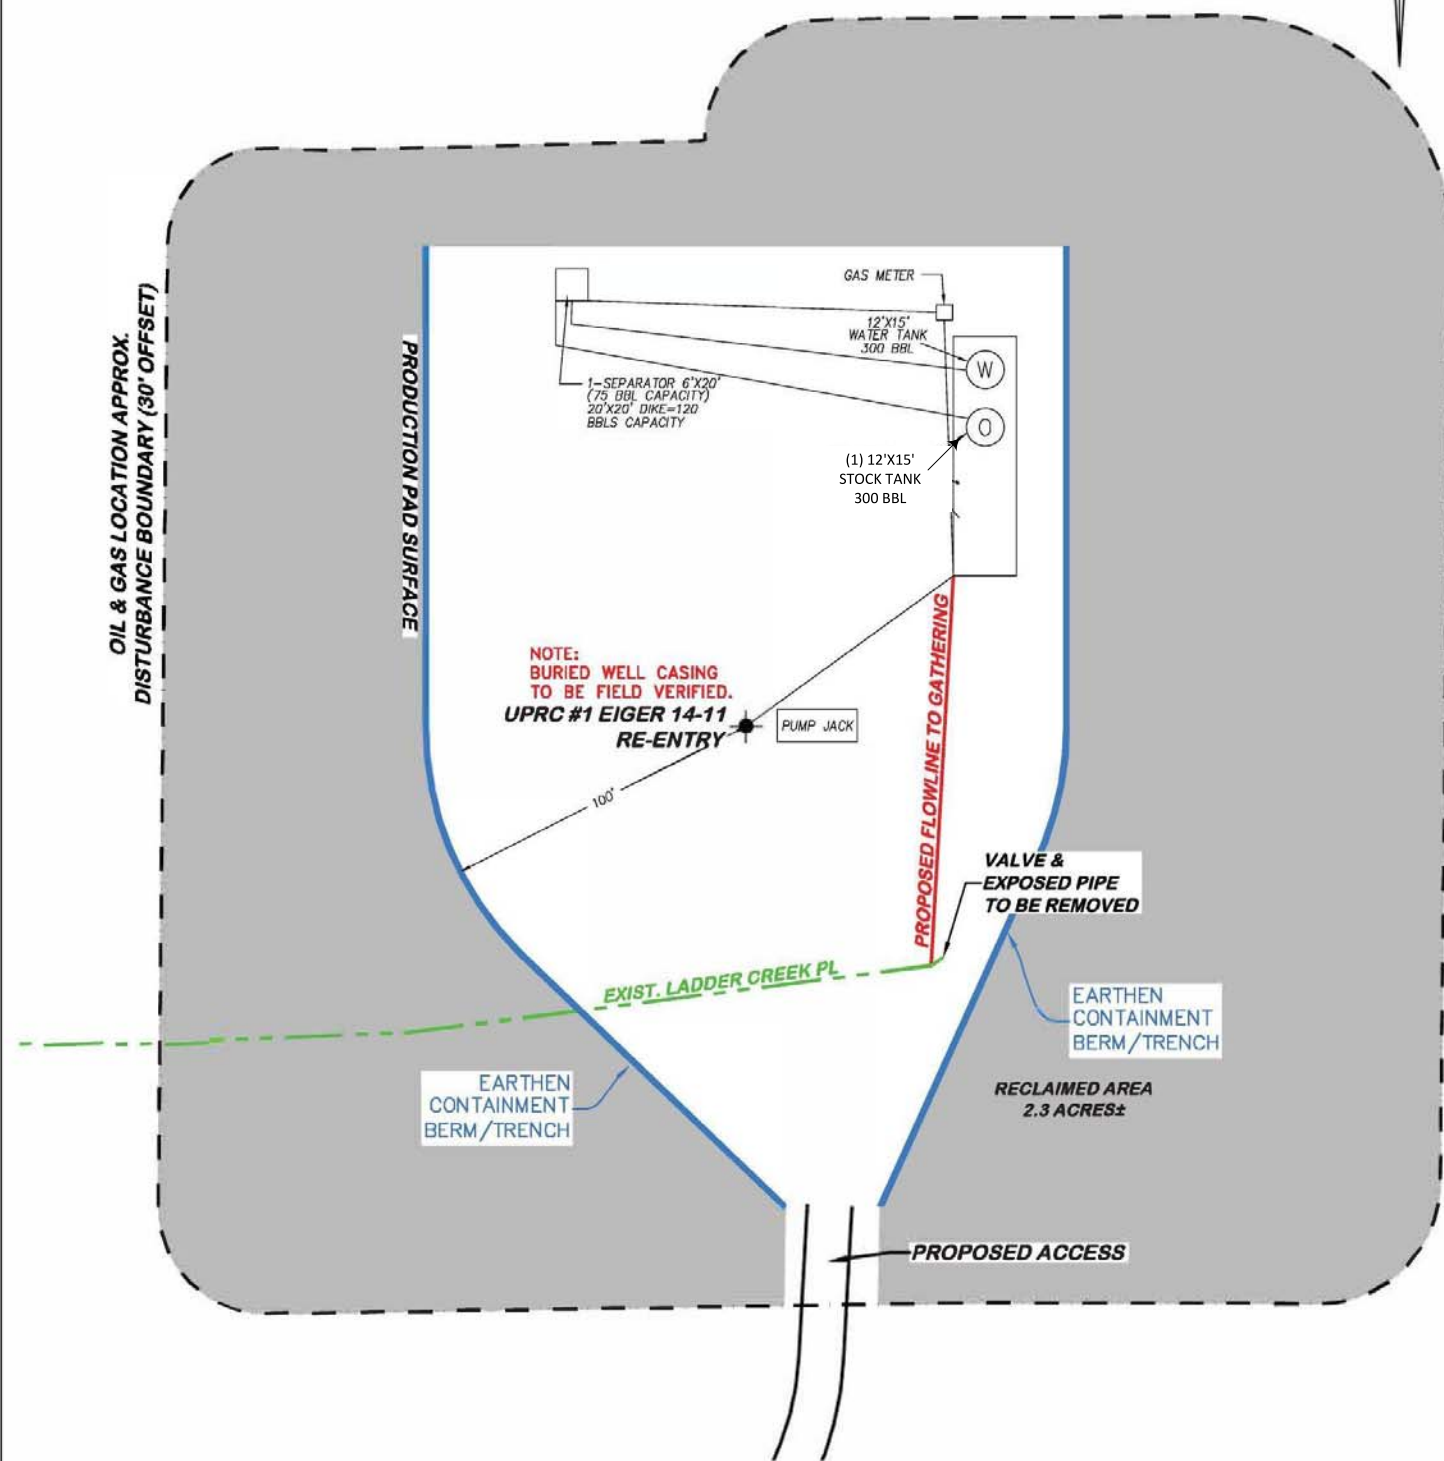 GAS METER
12'X15'
WATER TANK
300 BBL
W
O
1-SEPARATOR 6'X20'
(75 BBL CAPACITY)
20'X20' DIKE=120
BBLS CAPACITY
(1) 12'X15'
STOCK TANK
300 BBL
OIL & GAS LOCATION APPROX.
DISTURBANCE BOUNDARY (30' OFFSET)
PRODUCTION PAD SURFACE
NOTE:
BURIED WELL CASING
TO BE FIELD VERIFIED.
UPRC #1 EIGER 14-11
RE-ENTRY
PUMP JACK
100'
PROPOSED FLOWLINE TO GATHERING
VALVE &
EXPOSED PIPE
TO BE REMOVED
EXIST. LADDER CREEK PL
EARTHEN
CONTAINMENT
BERM/TRENCH
EARTHEN
CONTAINMENT
BERM/TRENCH
RECLAIMED AREA
2.3 ACRES±
PROPOSED ACCESS